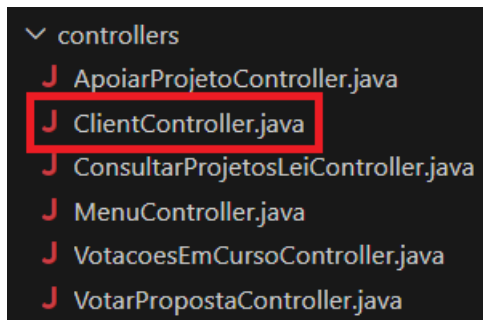 controllers
J ApoiarProjetoController.java
J ClientController.java
J ConsultarProjetosLeiController.java
J MenuController.java
J VotacoesEmCursoController.java
J VotarPropostaController.java